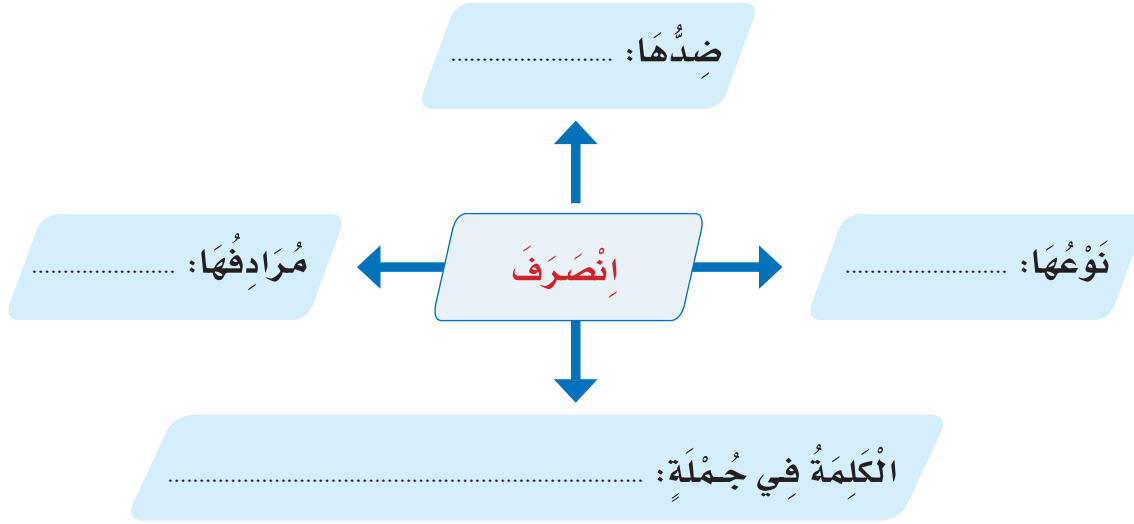 ضِدُّهَا: ..........................
نَوْعُهَا: ..........................
اِنْصَرَفَ
مُرَادِفُهَا: .......................
الْكَلِمَةُ فِي جُمْلَةٍ: ............................................................................